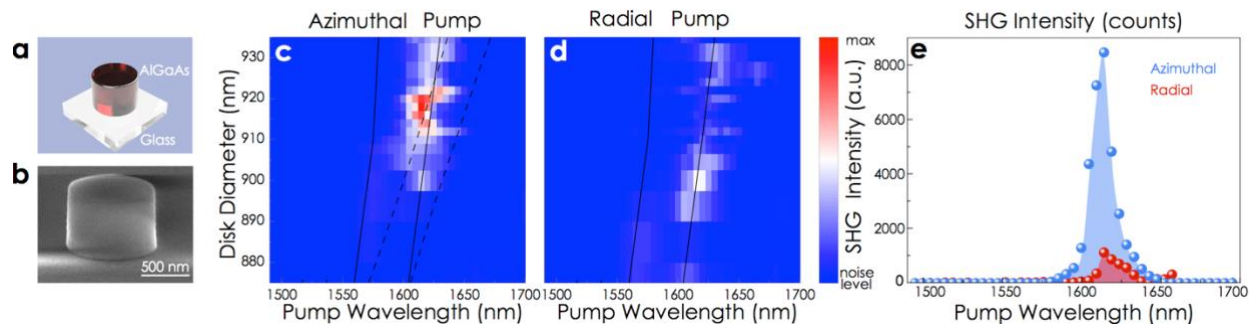 Azimuthal Pump
Radial Pump
SHG Intensity (counts)
a
AlGaAs
Glass
b
500 nm
c
Disk Diameter (nm)
930
920
910
900
890
880
1500
1550
1600
1650
1700
Pump Wavelength (nm)
d
1500
1550
1600
1650
1700
Pump Wavelength (nm)
max
noise
level
SHG Intensity (a.u.)
e
8000
6000
4000
2000
0
Azimuthal
Radial
1500
1550
1600
1650
1700
Pump Wavelength (nm)